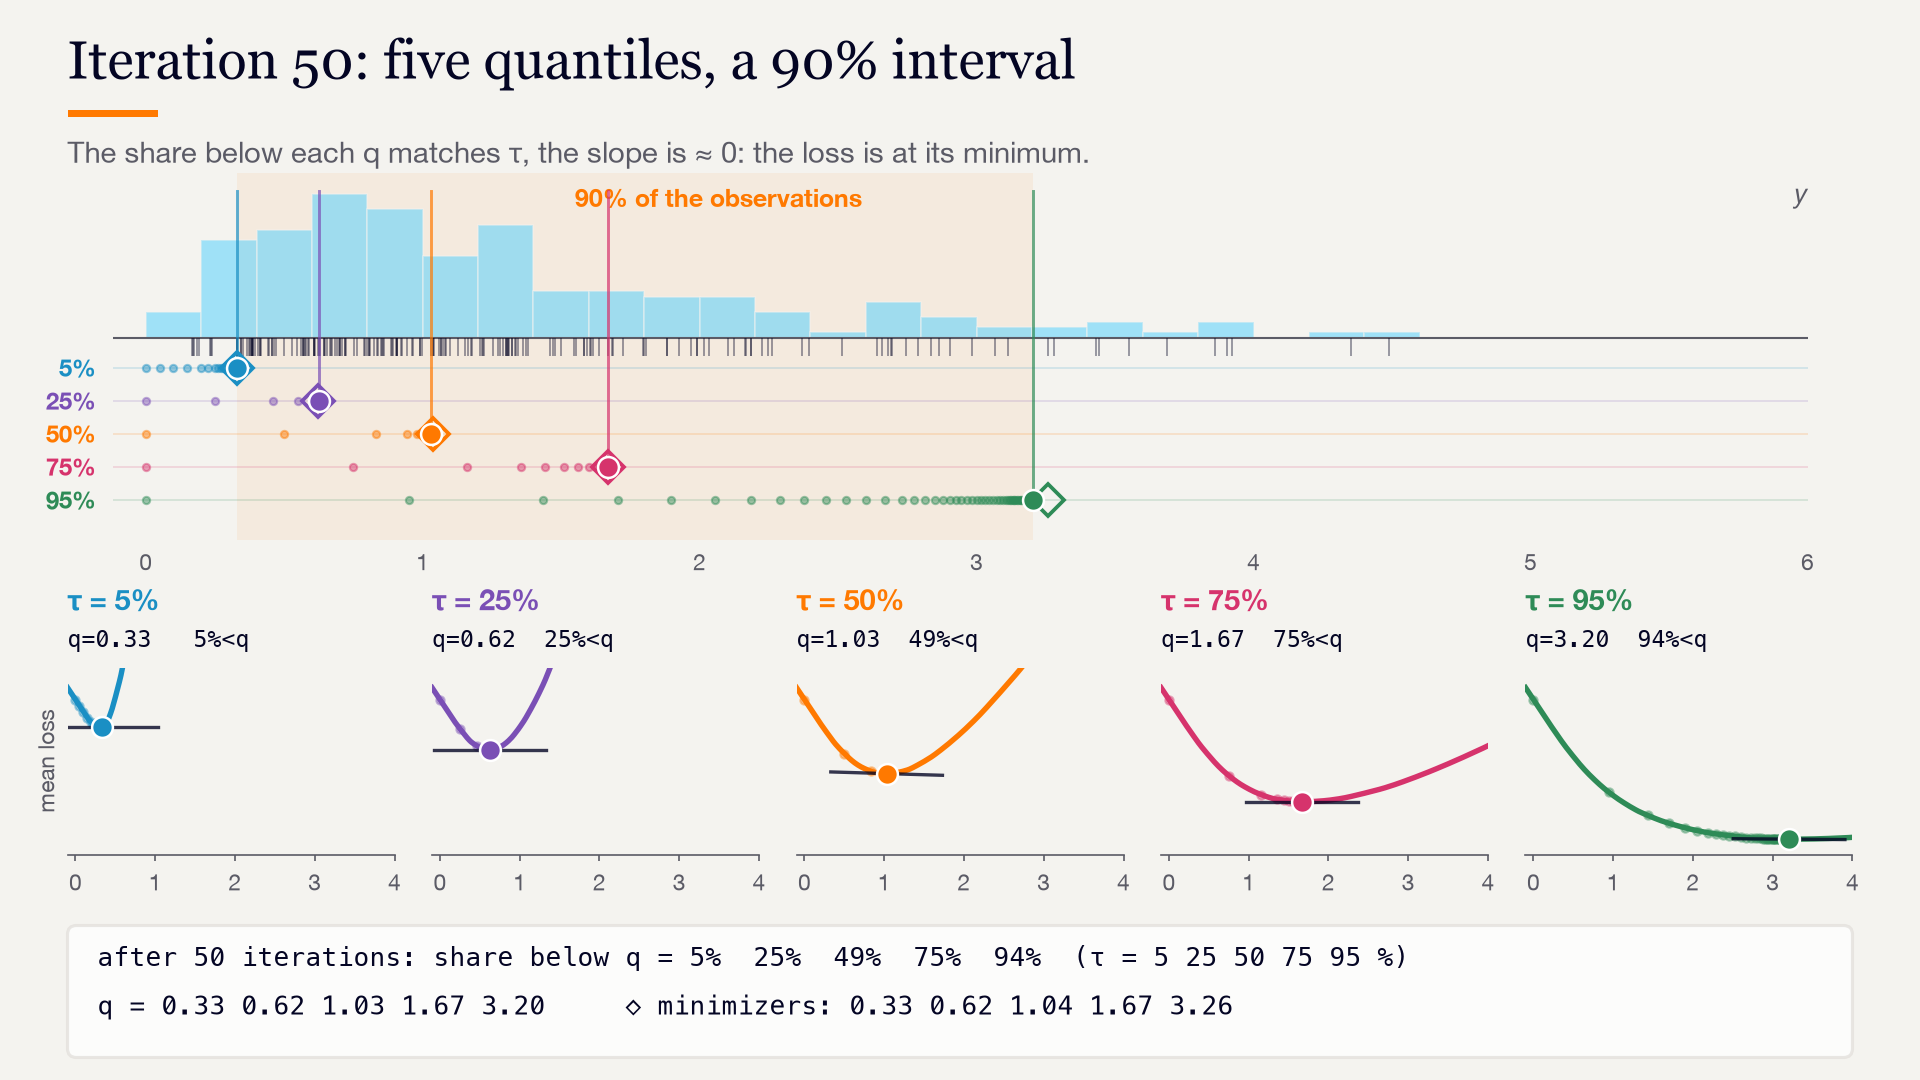 Iteration 50: five quantiles, a 90% interval
The share below each q matches τ, the slope is ≈ 0: the loss is at its minimum.
90% of the observations
y
5%
25%
50%
75%
95%
0 1 2 3 4 5 6
τ = 5% τ = 25% τ = 50% τ = 75% τ = 95%
q=0.33 5%<q q=0.62 25%<q q=1.03 49%<q q=1.67 75%<q q=3.20 94%<q
mean loss
0 1 2 3 4 0 1 2 3 4 0 1 2 3 4 0 1 2 3 4 0 1 2 3 4
after 50 iterations: share below q = 5% 25% 49% 75% 94% (τ = 5 25 50 75 95 %)
q = 0.33 0.62 1.03 1.67 3.20 ◇ minimizers: 0.33 0.62 1.04 1.67 3.26